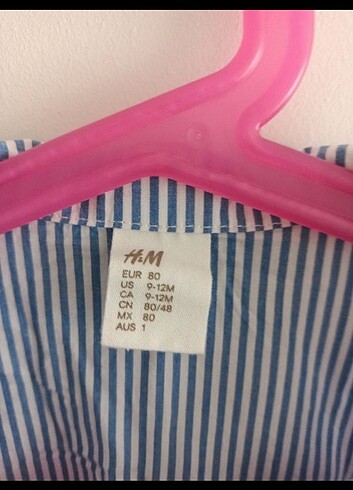 H&M
EUR 80
US 9-12M
CA 9-12M
CN 80/48
MX 80
AUS 1